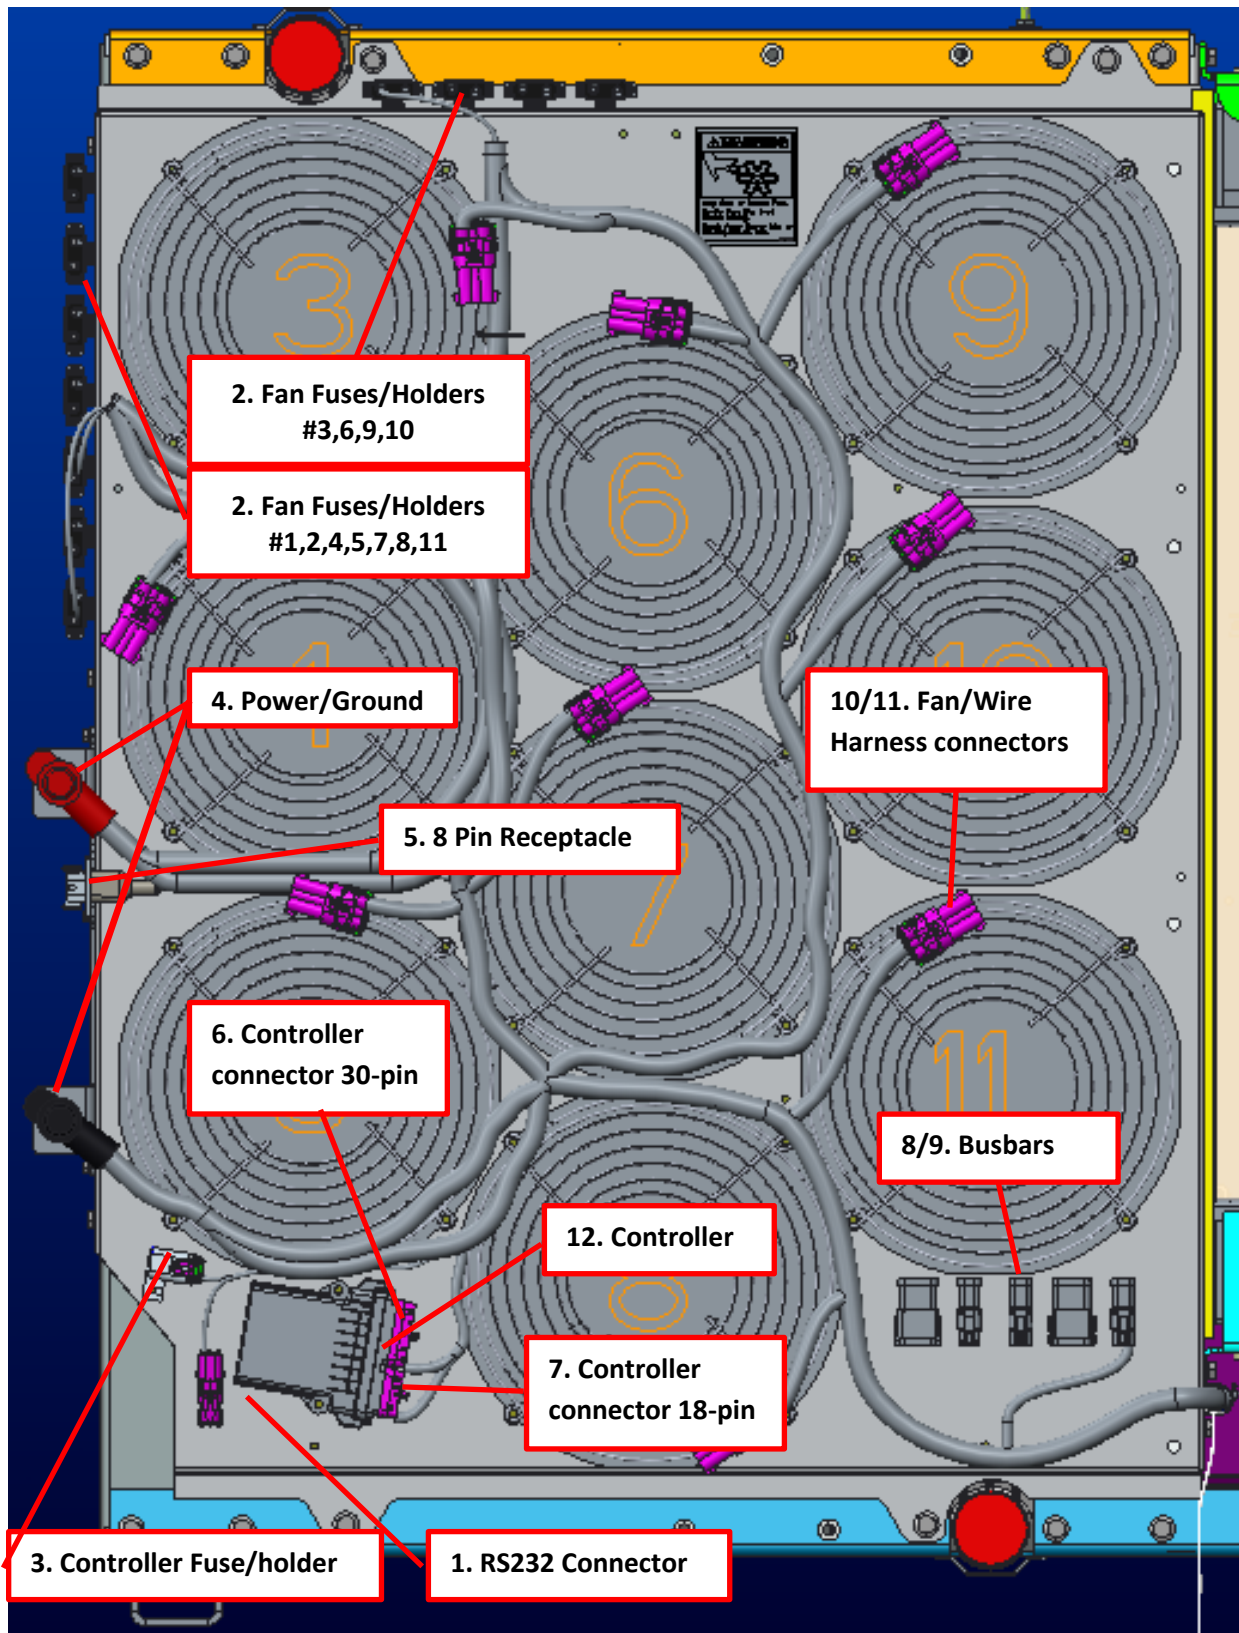 3
9
2. Fan Fuses/Holders
#3,6,9,10
6
2. Fan Fuses/Holders
#1,2,4,5,7,8,11
4. Power/Ground
10/11. Fan/Wire
Harness connectors
5. 8 Pin Receptacle
7
6. Controller
connector 30-pin
11
8/9. Busbars
12. Controller
7. Controller
connector 18-pin
3. Controller Fuse/holder
1. RS232 Connector